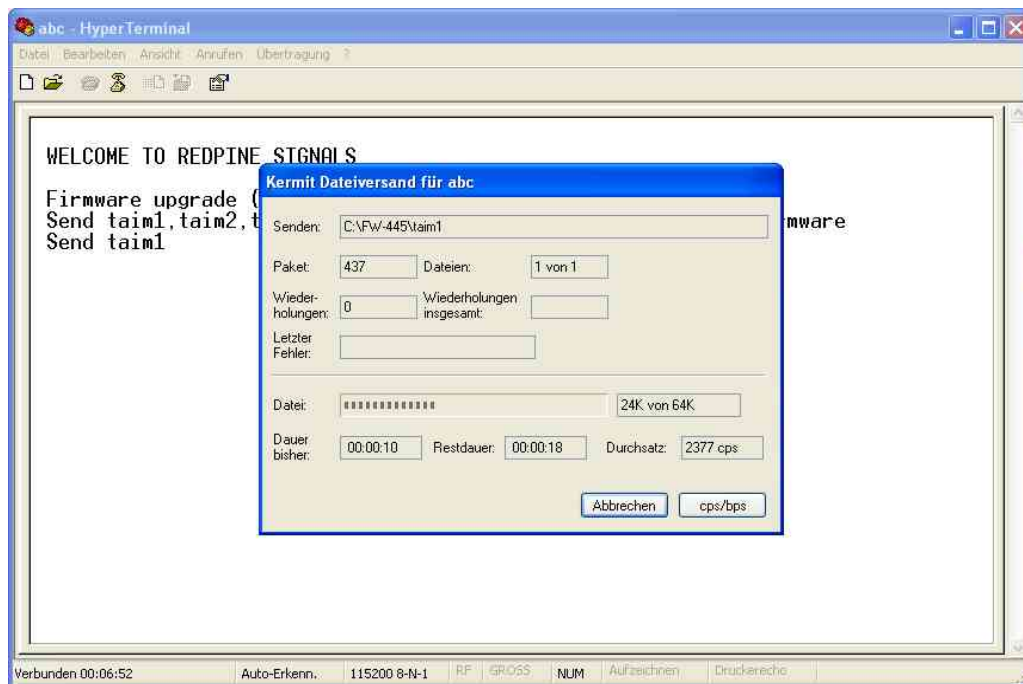 abc - HyperTerminal
Datei Bearbeiten Ansicht Anrufen Übertragung ?
WELCOME TO REDPINE SIGNALS
Firmware upgrade (
Send taim1,taim2,t
mware
Send taim1
Kermit Dateiversand für abc
Senden: C:\FW-445\taim1
Paket: 437 Dateien: 1 von 1
Wieder-
holungen: 0 Wiederholungen
insgesamt:
Letzter
Fehler:
Datei: 24K von 64K
Dauer
bisher: 00:00:10 Restdauer: 00:00:18 Durchsatz: 2377 cps
Abbrechen cps/bps
Verbunden 00:06:52 Auto-Erkenn. 115200 8-N-1 RF GROSS NUM Aufzeichnen Druckerecho